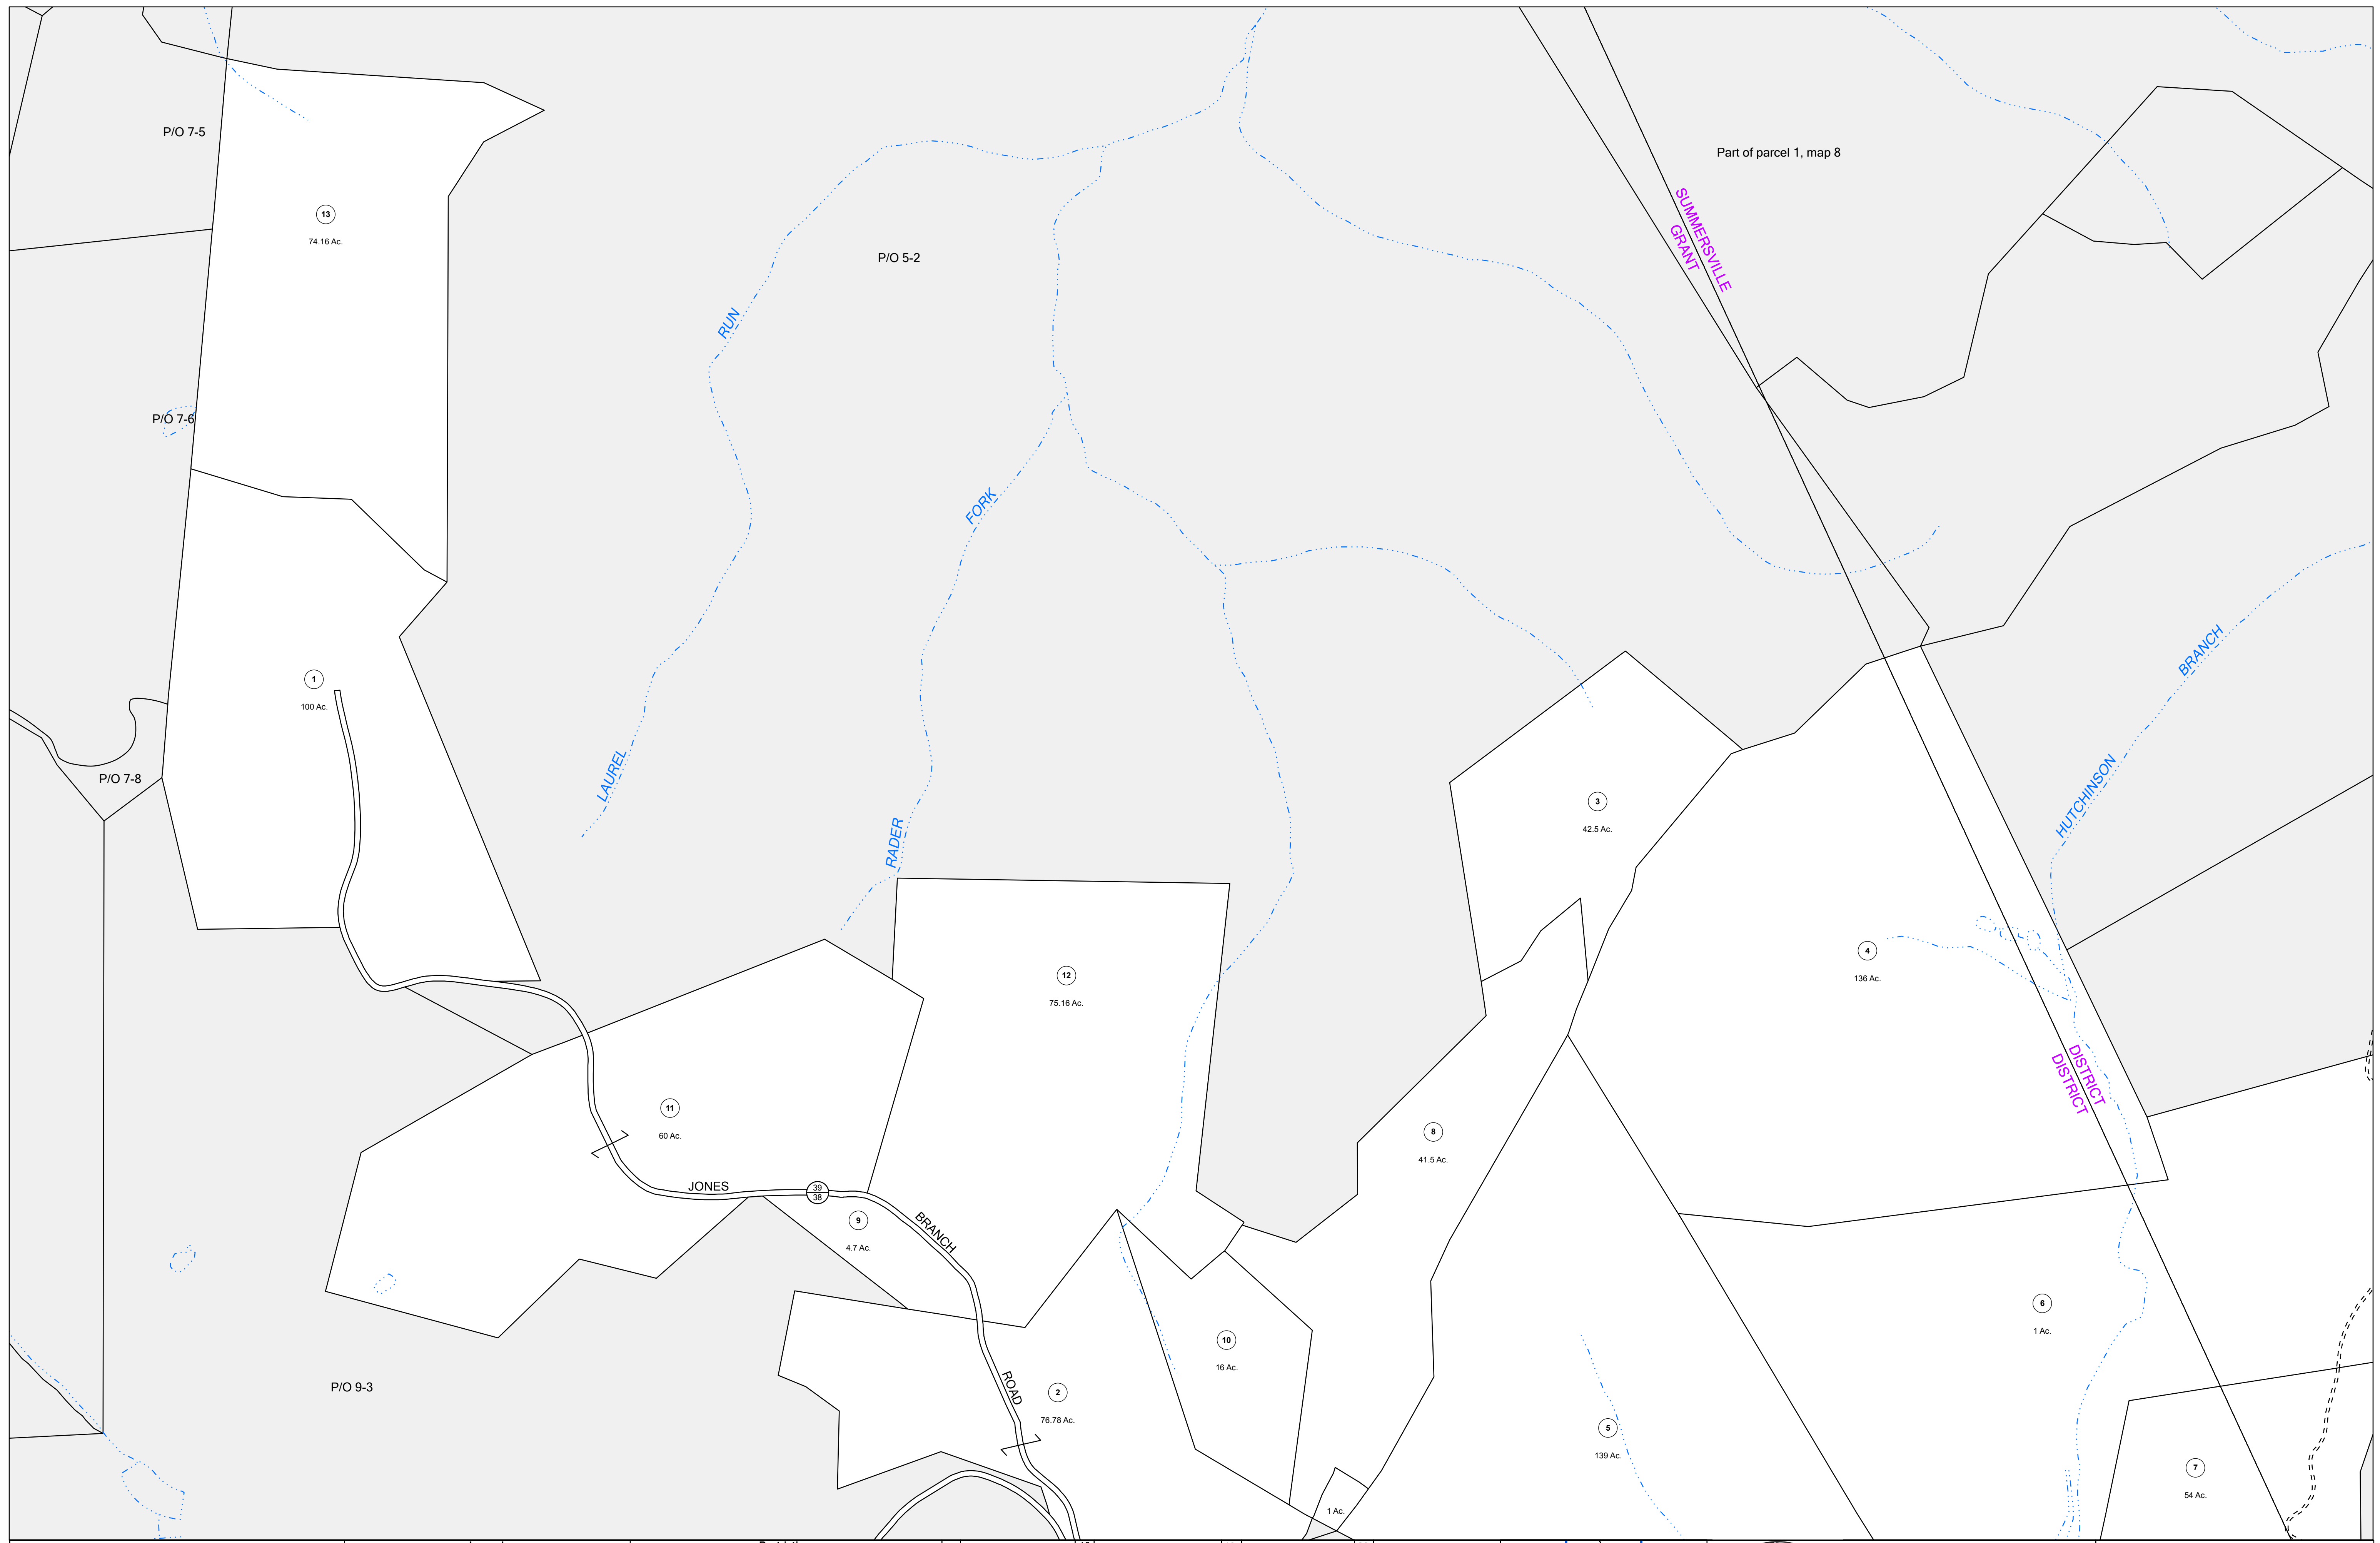 P/O 7-5
Part of parcel 1, map 8
SUMMERSVILLE
GRANT
13
74.16 Ac.
P/O 5-2
RUN
P/O 7-6
FORK
BRANCH
1
100 Ac.
P/O 7-8
LAUREL
HUTCHINSON
3
42.5 Ac.
RADER
4
136 Ac.
12
75.16 Ac.
DISTRICT
DISTRICT
11
60 Ac.
8
41.5 Ac.
JONES
39
38
9
4.7 Ac.
BRANCH
6
1 Ac.
10
16 Ac.
P/O 9-3
ROAD
2
76.78 Ac.
5
139 Ac.
7
54 Ac.
1 Ac.